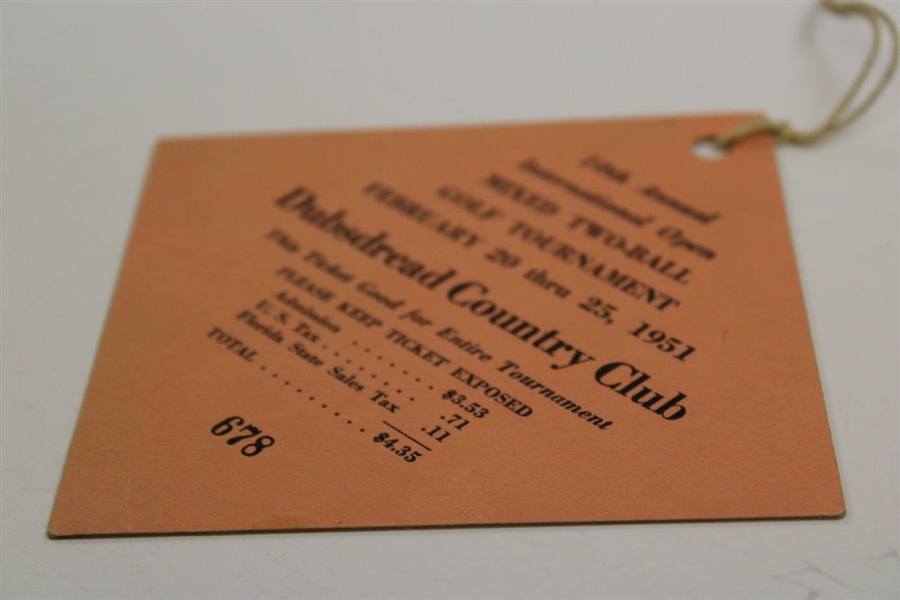 Annual
International Open
MIXED TWO-BALL
GOLF TOURNAMENT
FEBRUARY 20 thru 25, 1951
Dubsdread Country Club
This Ticket Good for Entire Tournament
PLEASE KEEP TICKET EXPOSED
Admission . . . . . . . . $3.53
U. S. Tax . . . . . . . . .71
Florida State Sales Tax .11
TOTAL . . . . . . . . . . $4.35
678